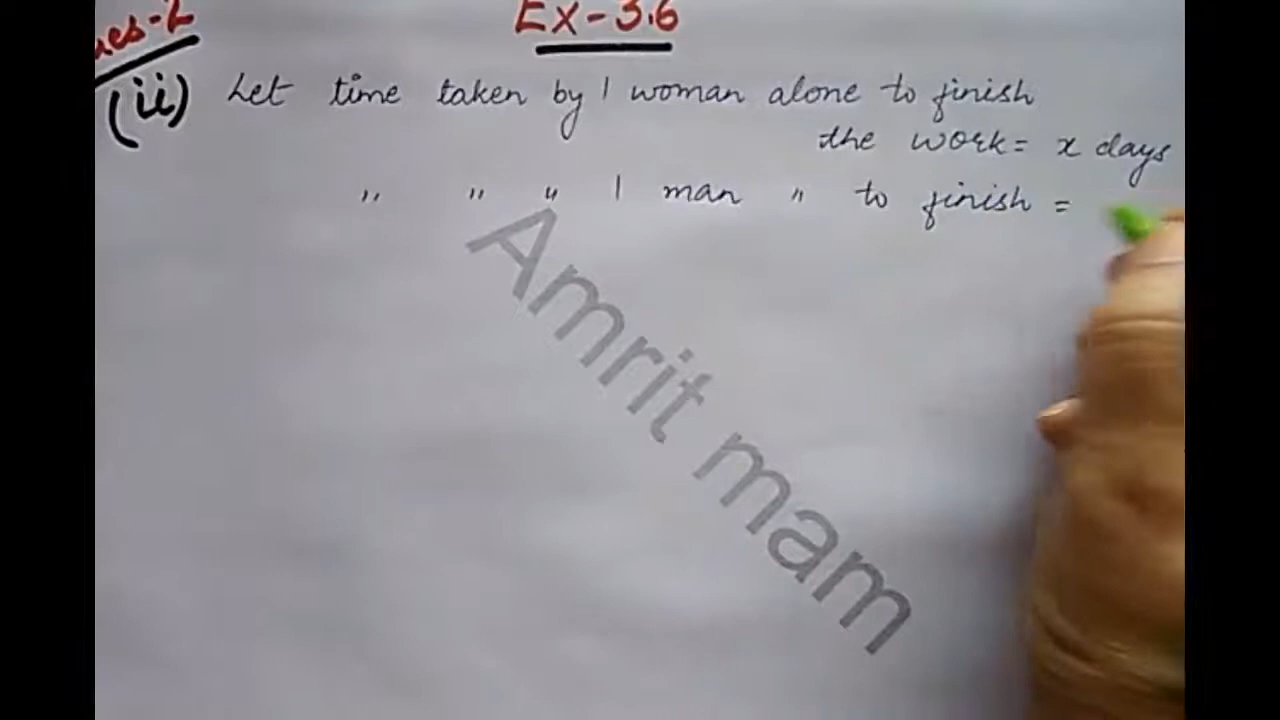 Ex-3.6
(ii) Let time taken by 1 woman alone to finish
the work = x days
" " " 1 man " to finish =
Amrit mam